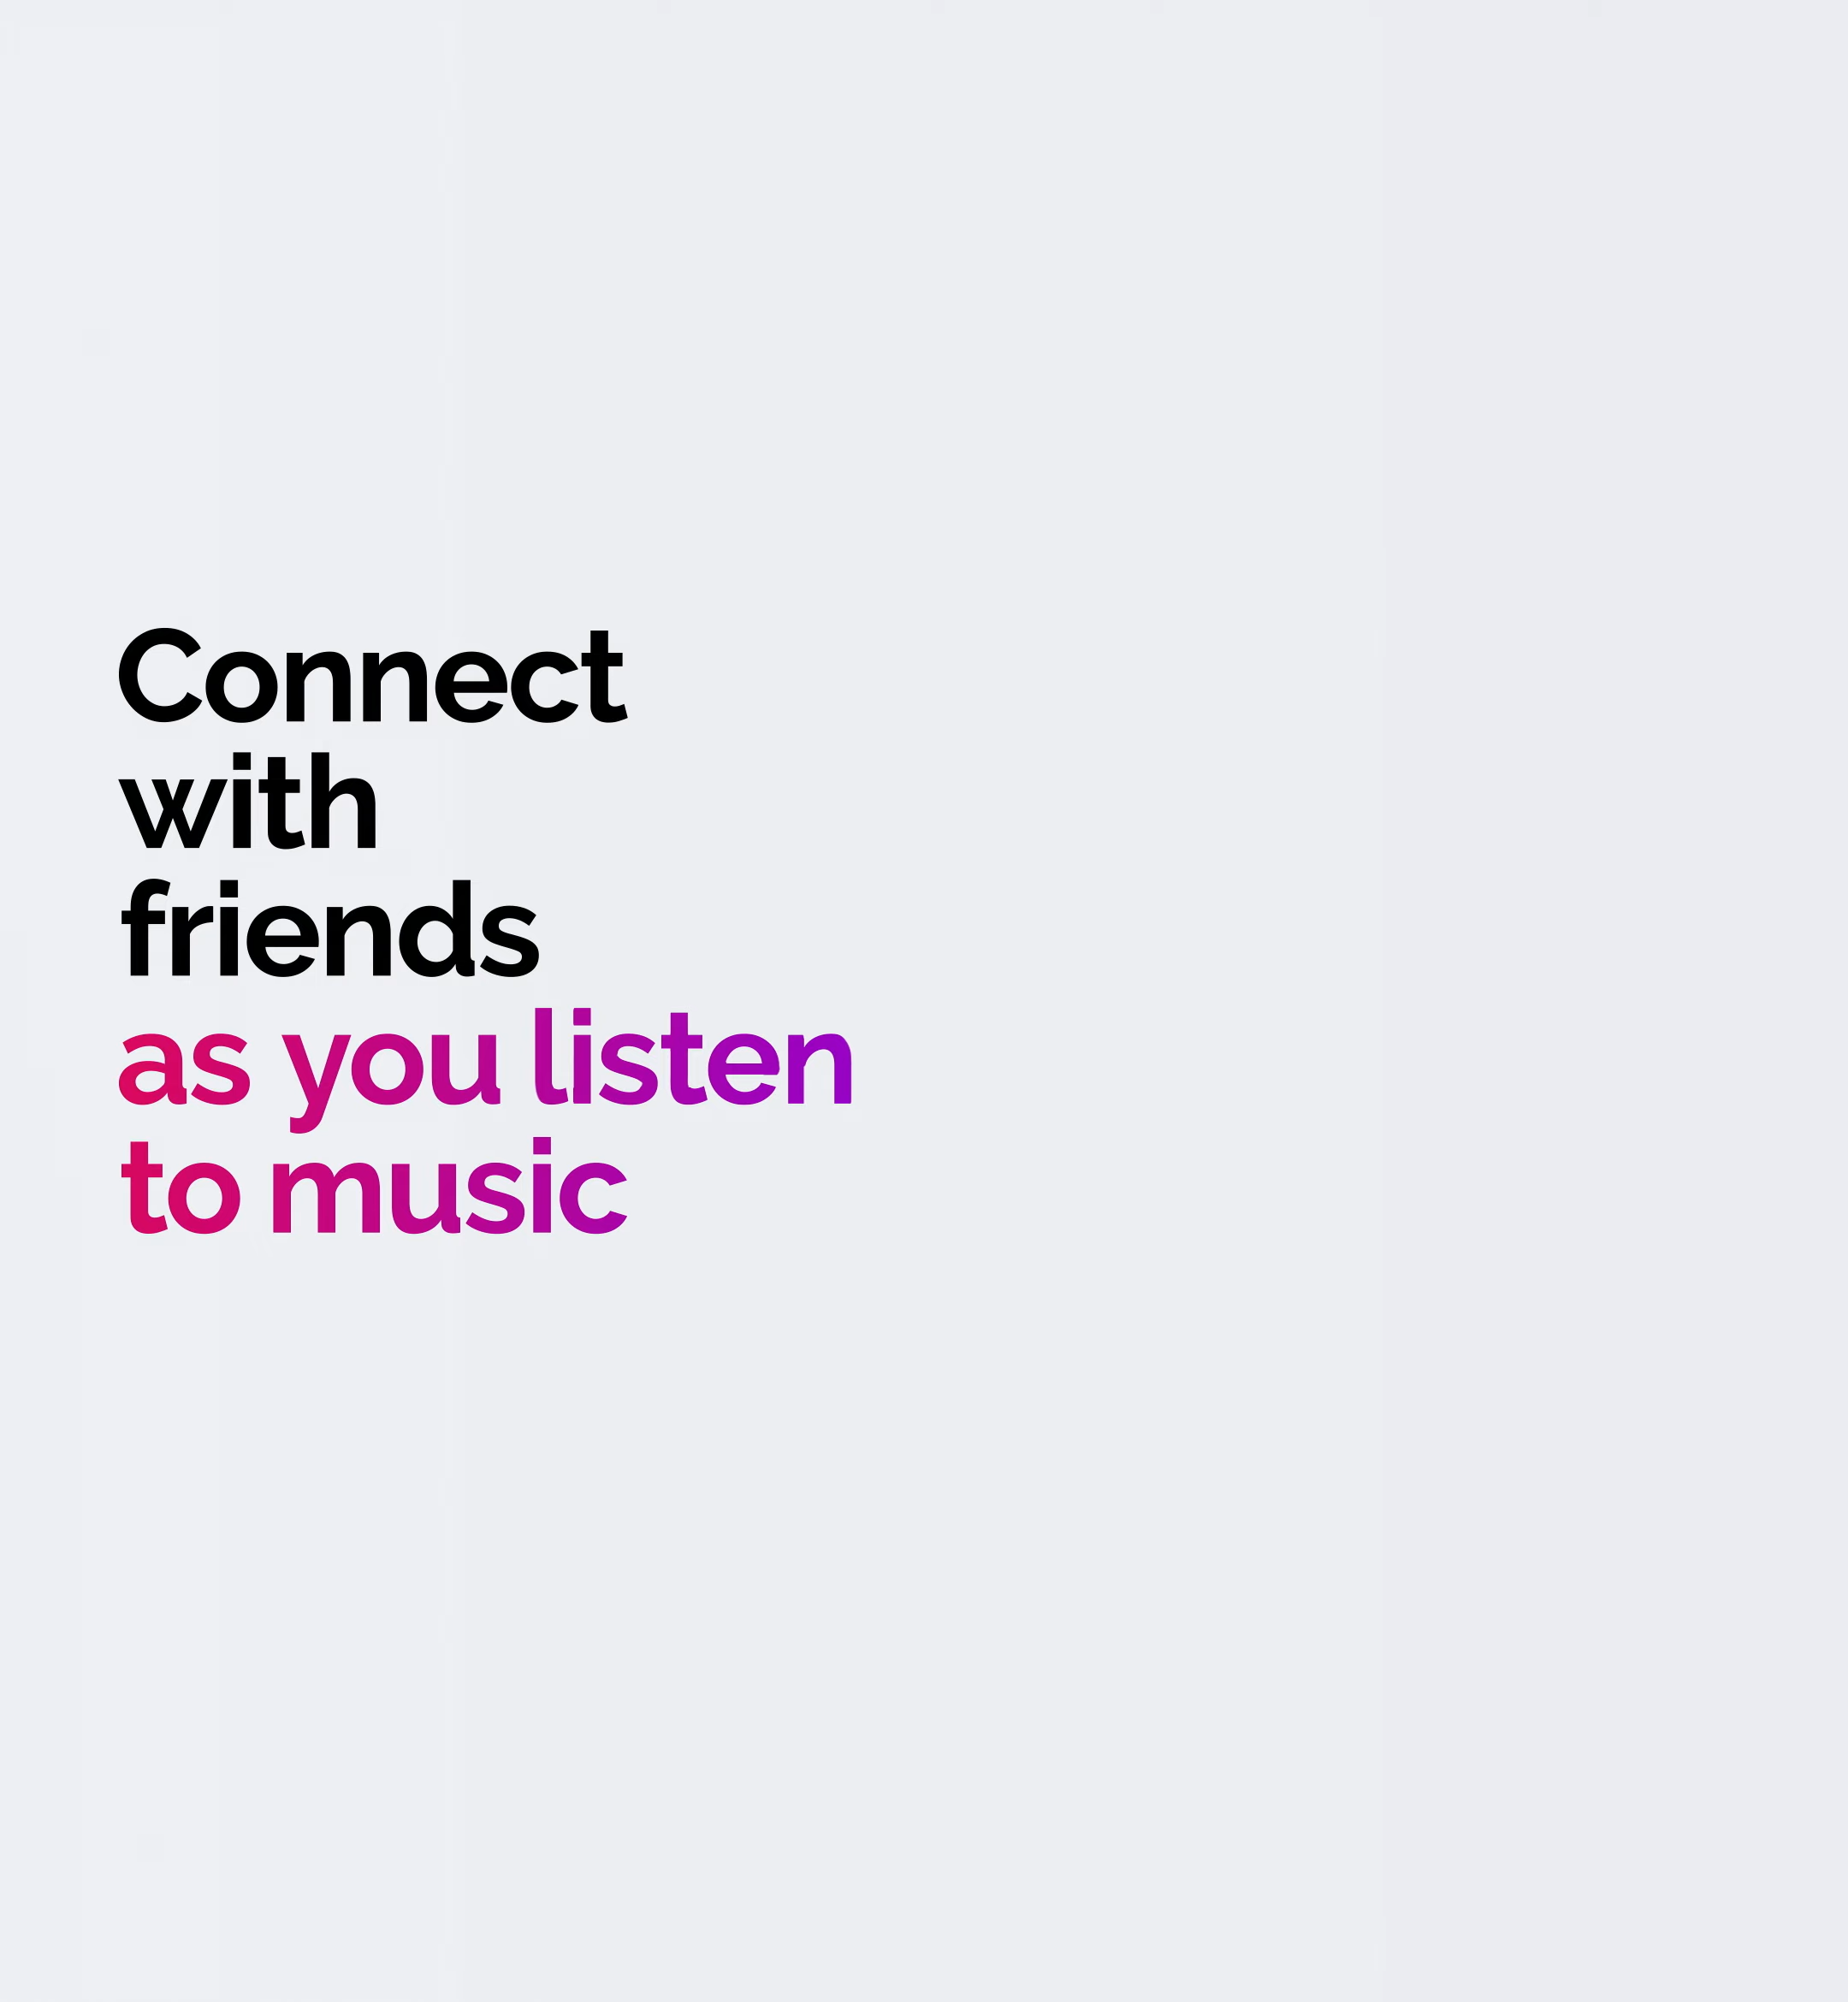 Connect
with
friends
as you listen
to music